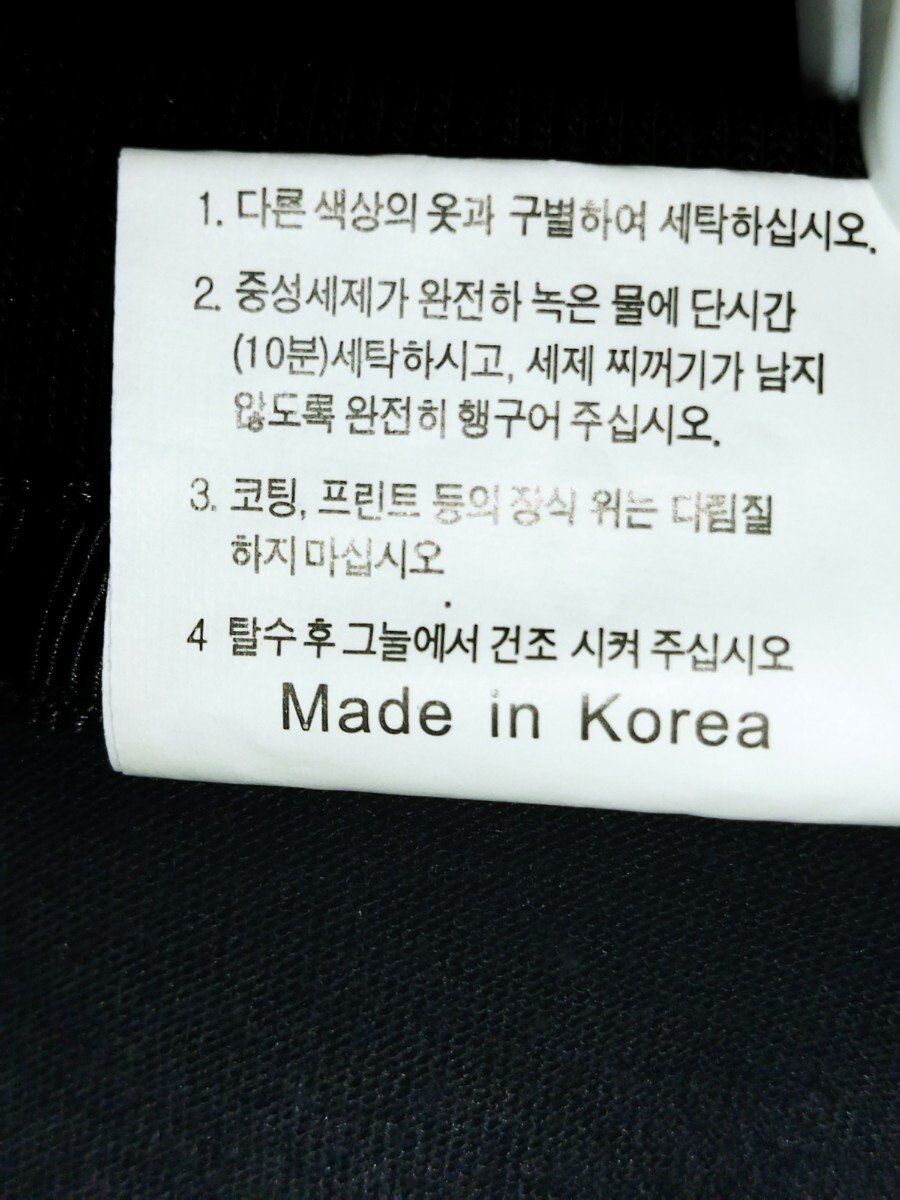 1. 다른 색상의 옷과 구별하여 세탁하십시오.
2. 중성세제가 완전하 녹은 물에 단시간
(10분)세탁하시고, 세제 찌꺼기가 남지
않도록 완전히 행구어 주십시오.
3. 코팅, 프린트 등의 장식 위는 다림질
하지마십시오
4 탈수 후 그늘에서 건조 시켜 주십시오
Made in Korea